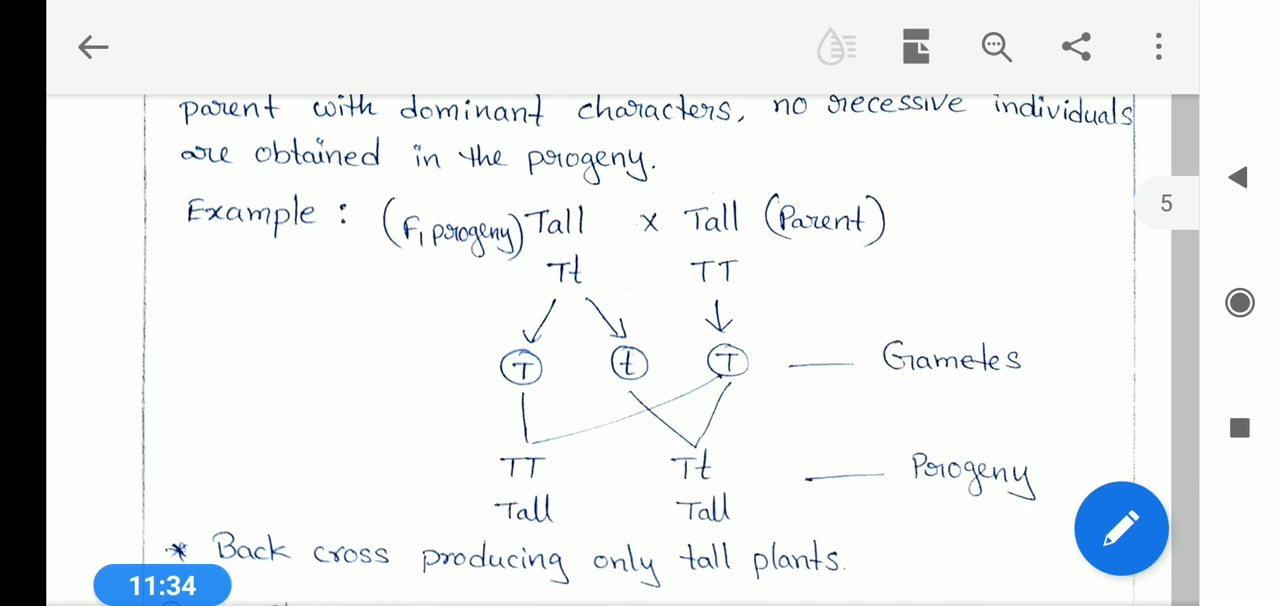 5
parent with dominant characters, no recessive individuals
are obtained in the progeny.
Example : (F1 progeny) Tall x Tall (Parent)
Tt TT
T t T — Gametes
TT Tt — Progeny
Tall Tall
* Back cross producing only tall plants.
11:34